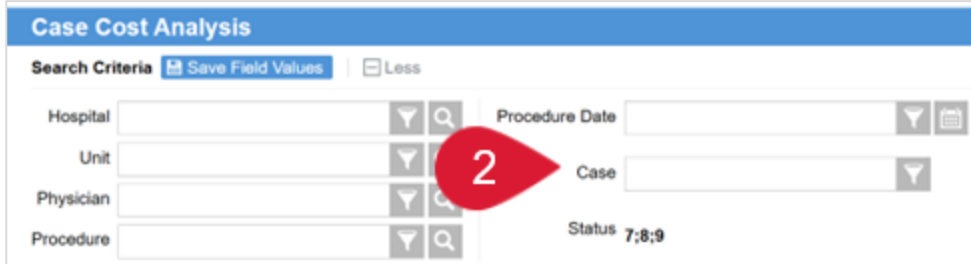 Case Cost Analysis
Search Criteria Save Field Values Less
Hospital
Procedure Date
Unit
2
Case
Physician
Procedure
Status 7;8;9